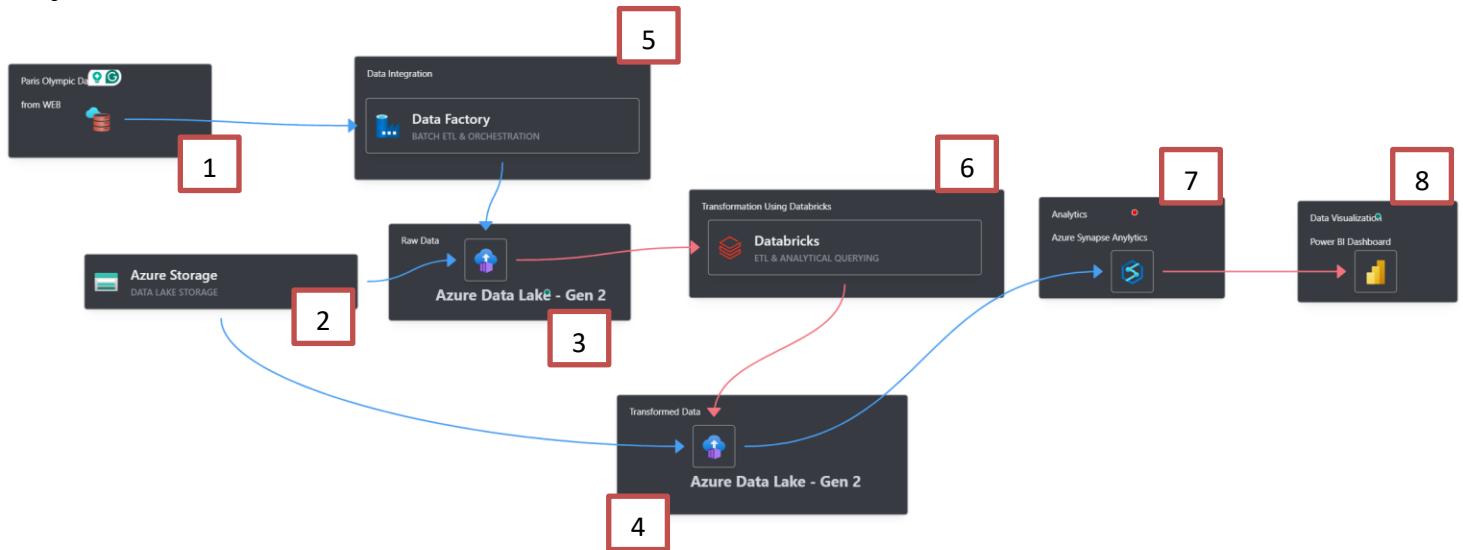 5
Paris Olympic Da
from WEB
1
Data Integration
Data Factory
BATCH ETL & ORCHESTRATION
6
7
8
Transformation Using Databricks
Databricks
ETL & ANALYTICAL QUERYING
Analytics
Azure Synapse Anylytics
Data Visualization
Power BI Dashboard
Raw Data
Azure Data Lake - Gen 2
3
Azure Storage
DATA LAKE STORAGE
2
Transformed Data
Azure Data Lake - Gen 2
4